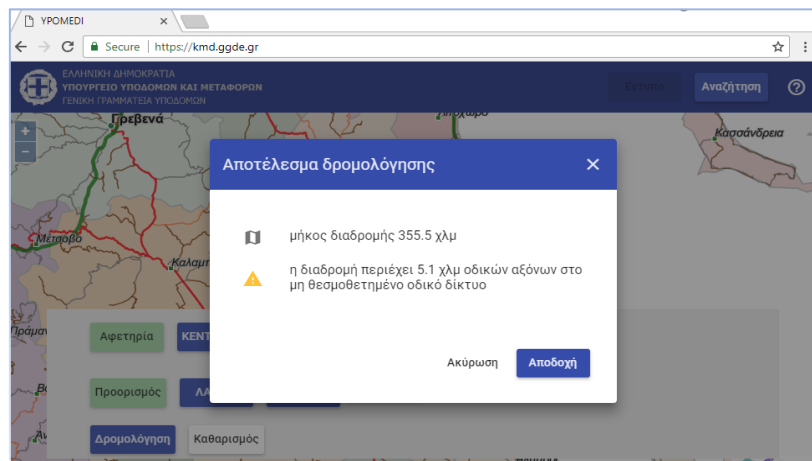 YPOMEDI
Secure | https://kmd.ggde.gr
ΕΛΛΗΝΙΚΗ ΔΗΜΟΚΡΑΤΙΑ
ΥΠΟΥΡΓΕΙΟ ΥΠΟΔΟΜΩΝ ΚΑΙ ΜΕΤΑΦΟΡΩΝ
ΓΕΝΙΚΗ ΓΡΑΜΜΑΤΕΙΑ ΥΠΟΔΟΜΩΝ
Έντυπο Αναζήτηση
Γρεβενά
Κασσάνδρεια
Αποτέλεσμα δρομολόγησης
μήκος διαδρομής 355.5 χλμ
Μέτσοβο
η διαδρομή περιέχει 5.1 χλμ οδικών αξόνων στο
μη θεσμοθετημένο οδικό δίκτυο
Αφετηρία
Ακύρωση Αποδοχή
Προορισμός
Δρομολόγηση Καθαρισμός